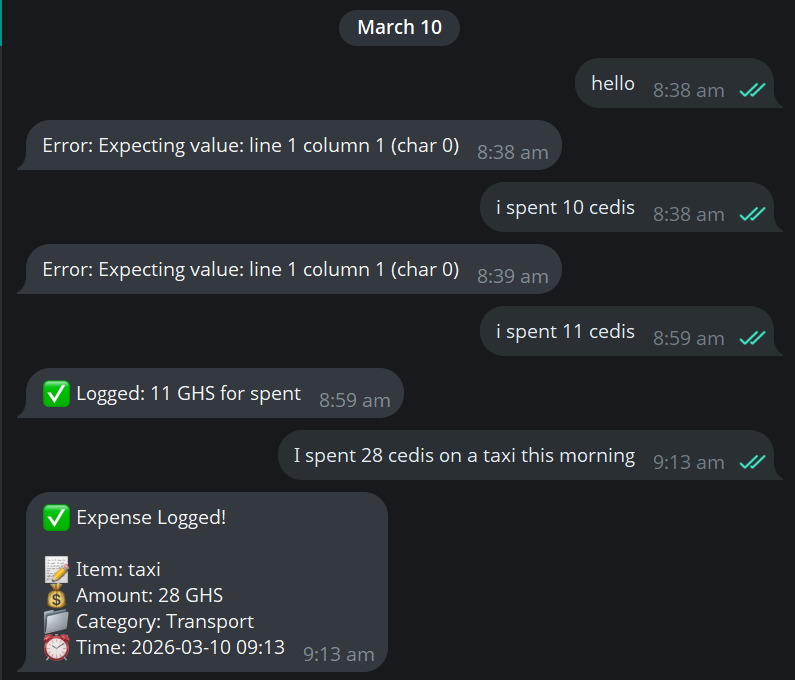 March 10
hello 8:38 am
Error: Expecting value: line 1 column 1 (char 0) 8:38 am
i spent 10 cedis 8:38 am
Error: Expecting value: line 1 column 1 (char 0) 8:39 am
i spent 11 cedis 8:59 am
✅ Logged: 11 GHS for spent 8:59 am
I spent 28 cedis on a taxi this morning 9:13 am
✅ Expense Logged!
📝 Item: taxi
💰 Amount: 28 GHS
📁 Category: Transport
⏰ Time: 2026-03-10 09:13 9:13 am